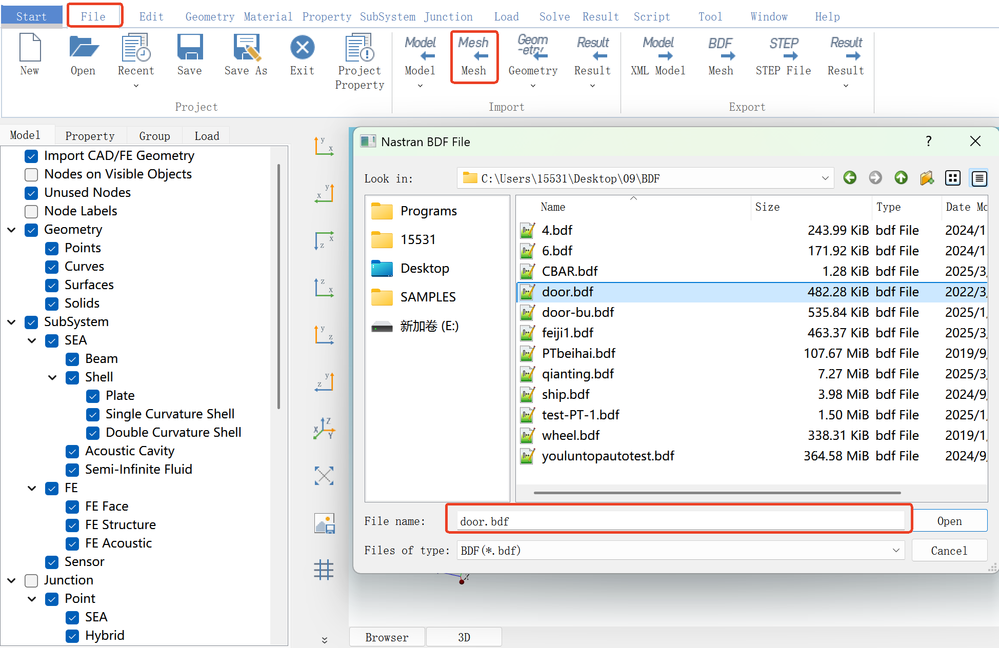 Start File Edit Geometry Material Property SubSystem Junction Load Solve Result Script Tool Window Help
Model Mesh Geom Result Model BDF STEP Result
-etry
New Open Recent Save Save As Exit Project Model Mesh Geometry Result XML Model Mesh STEP File Result
Property
Project Import Export
Model Property Group Load
Import CAD/FE Geometry
Nodes on Visible Objects
Unused Nodes
Node Labels
Geometry
Points
Curves
Surfaces
Solids
SubSystem
SEA
Beam
Shell
Plate
Single Curvature Shell
Double Curvature Shell
Acoustic Cavity
Semi-Infinite Fluid
FE
FE Face
FE Structure
FE Acoustic
Sensor
Junction
Point
SEA
Hybrid
y
x
y
x
x
z
z
x
y
z
y
z
Z
X
Y
Nastran BDF File ?
Look in: C:\Users\15531\Desktop\09\BDF
Programs
15531
Desktop
SAMPLES
新加卷 (E:)
Name Size Type Date Mo
4.bdf 243.99 KiB bdf File 2024/1
6.bdf 171.92 KiB bdf File 2024/1
CBAR.bdf 1.28 KiB bdf File 2025/3/
door.bdf 482.28 KiB bdf File 2022/3/
door-bu.bdf 535.84 KiB bdf File 2025/1/
feiji1.bdf 463.37 KiB bdf File 2025/3/
PTbeihai.bdf 107.67 MiB bdf File 2019/9/
qianting.bdf 7.27 MiB bdf File 2025/3/
ship.bdf 3.98 MiB bdf File 2024/9/
test-PT-1.bdf 1.50 MiB bdf File 2025/1/
wheel.bdf 338.31 KiB bdf File 2019/1/
youluntopautotest.bdf 364.58 MiB bdf File 2024/9/
File name: door.bdf Open
Files of type: BDF(*.bdf) Cancel
X
Browser 3D